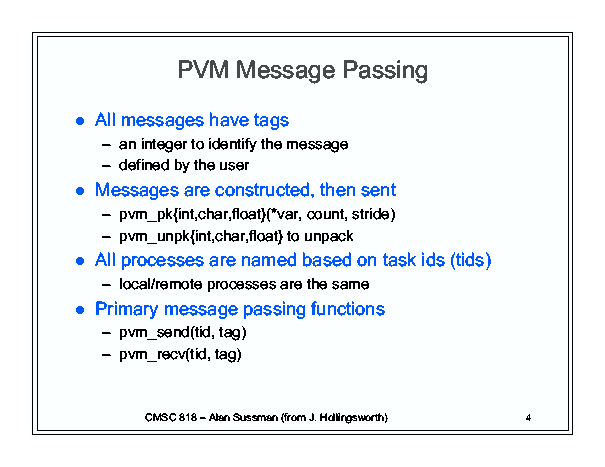 PVM Message Passing
● All messages have tags
– an integer to identify the message
– defined by the user
● Messages are constructed, then sent
– pvm_pk{int,char,float}(*var, count, stride)
– pvm_unpk{int,char,float} to unpack
● All processes are named based on task ids (tids)
– local/remote processes are the same
● Primary message passing functions
– pvm_send(tid, tag)
– pvm_recv(tid, tag)
CMSC 818 – Alan Sussman (from J. Hollingsworth)
4